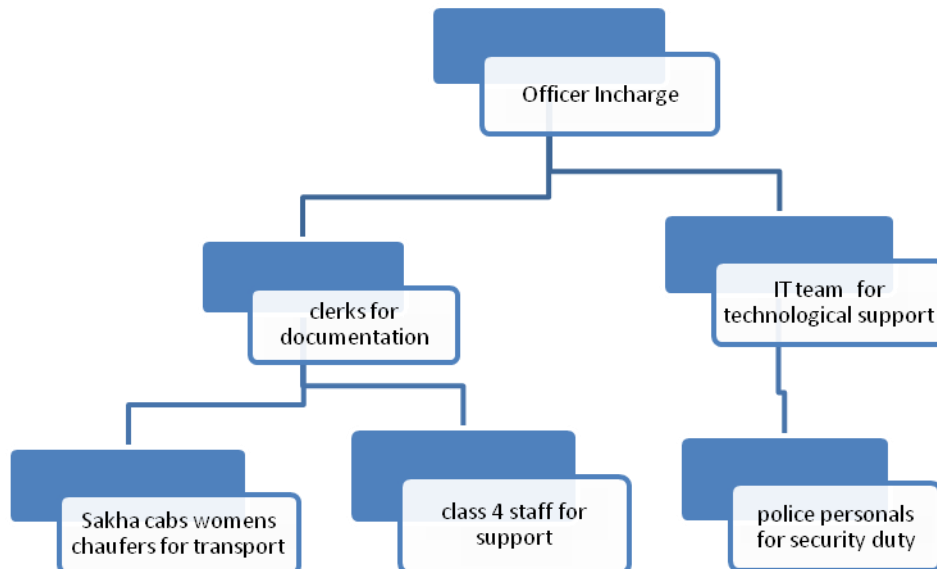 Officer Incharge
clerks for
documentation
IT team for
technological support
Sakha cabs womens
chaufers for transport
class 4 staff for
support
police personals
for security duty